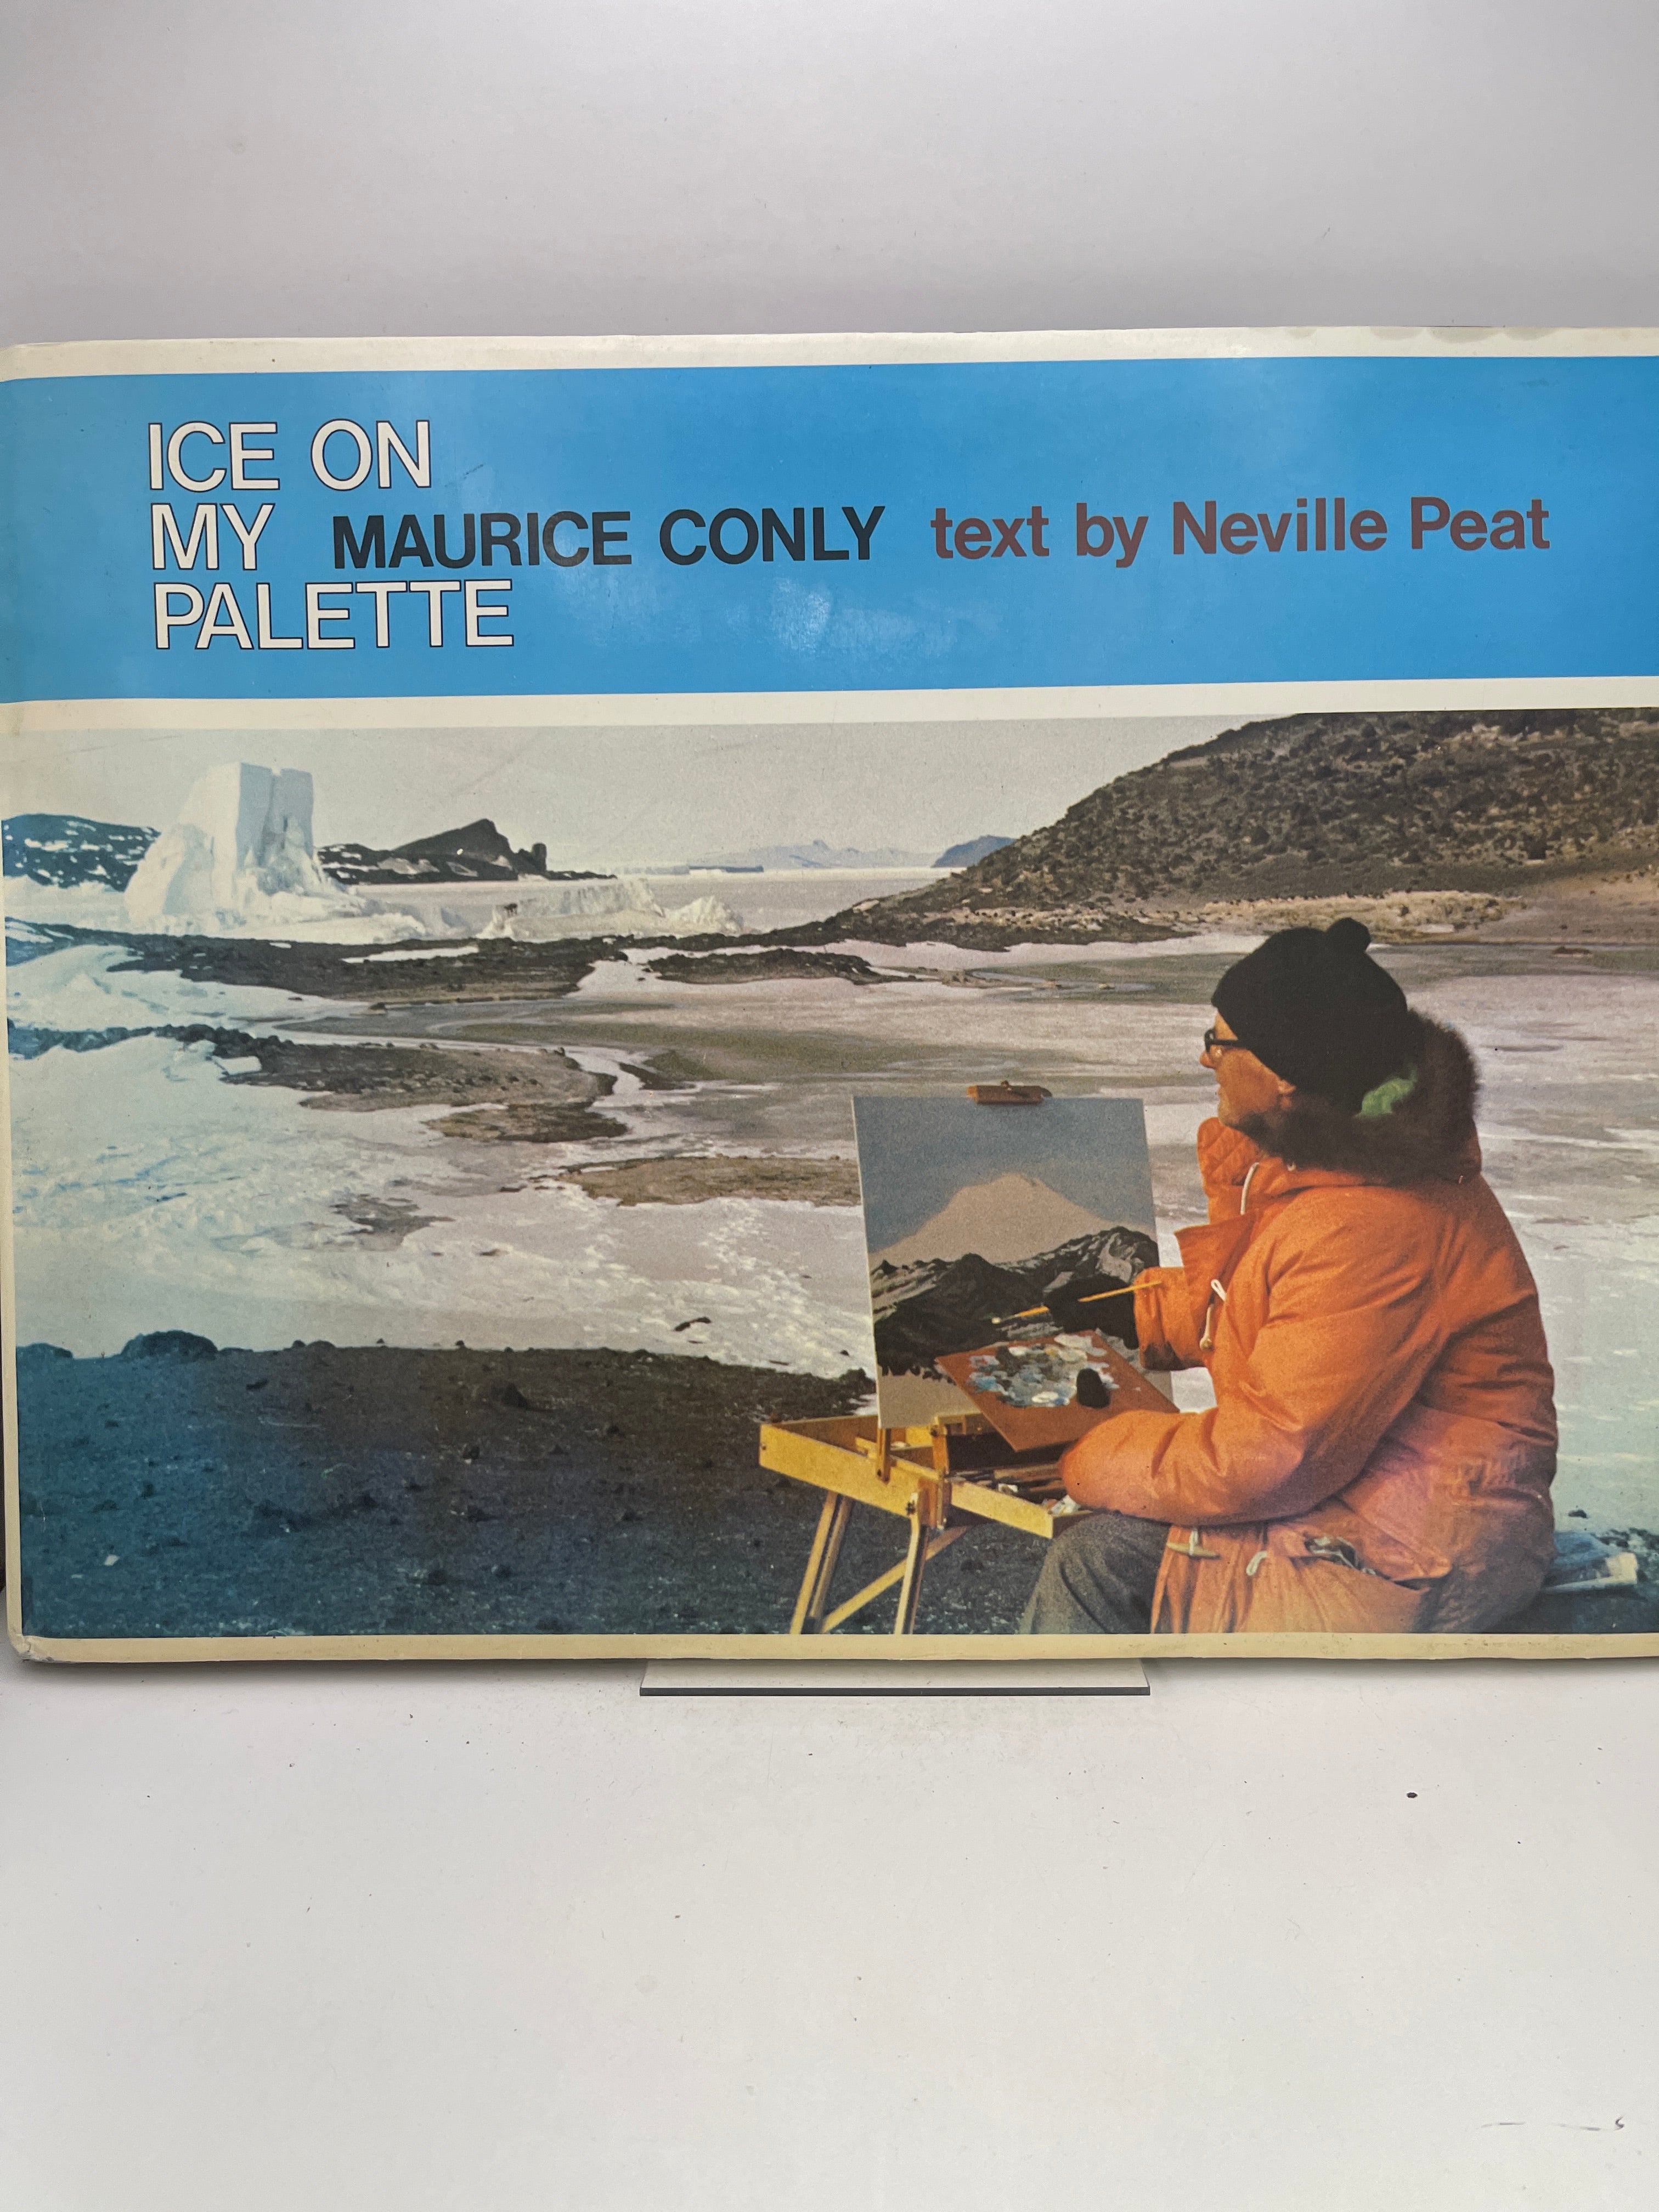 ICE ON
MY
PALETTE
MAURICE CONLY text by Neville Peat